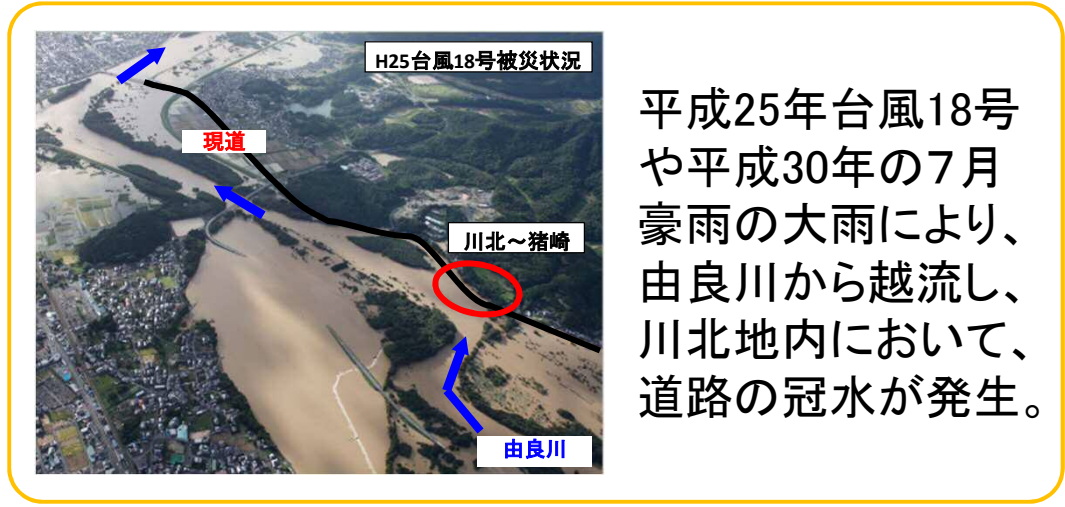 H25台風18号被災状況
現道
川北～猪崎
由良川
平成25年台風18号
や平成30年の７月
豪雨の大雨により、
由良川から越流し、
川北地内において、
道路の冠水が発生。